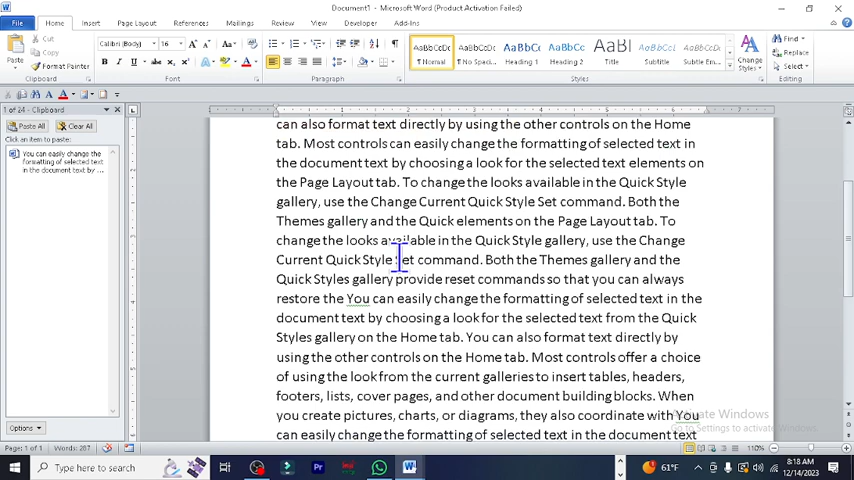 Document1 - Microsoft Word (Product Activation Failed)
File Home Insert Page Layout References Mailings Review View Developer Add-Ins
Cut
Copy
Format Painter
Paste
Clipboard
Calibri (Body) 16
Font
Paragraph
AaBbCcDc AaBbCcDc AaBbCc AaBbCc AaBI AaBbCcl AaBbCcDc
¶ Normal ¶ No Spaci... Heading 1 Heading 2 Title Subtitle Subtle Em...
Change Styles
Styles
Find
Replace
Select
Editing
1 of 24 - Clipboard
Paste All Clear All
Click an item to paste:
You can easily change the
formatting of selected text
in the document text by ...
Options
can also format text directly by using the other controls on the Home
tab. Most controls can easily change the formatting of selected text in
the document text by choosing a look for the selected text elements on
the Page Layout tab. To change the looks available in the Quick Style
gallery, use the Change Current Quick Style Set command. Both the
Themes gallery and the Quick elements on the Page Layout tab. To
change the looks available in the Quick Style gallery, use the Change
Current Quick Style Set command. Both the Themes gallery and the
Quick Styles gallery provide reset commands so that you can always
restore the You can easily change the formatting of selected text in the
document text by choosing a look for the selected text from the Quick
Styles gallery on the Home tab. You can also format text directly by
using the other controls on the Home tab. Most controls offer a choice
of using the look from the current galleries to insert tables, headers,
footers, lists, cover pages, and other document building blocks. When
you create pictures, charts, or diagrams, they also coordinate with You
can easily change the formatting of selected text in the document text
Activate Windows
Go to Settings to activate Windows.
Page: 1 of 1 Words: 287
110%
Type here to search
61°F
8:18 AM
12/14/2023